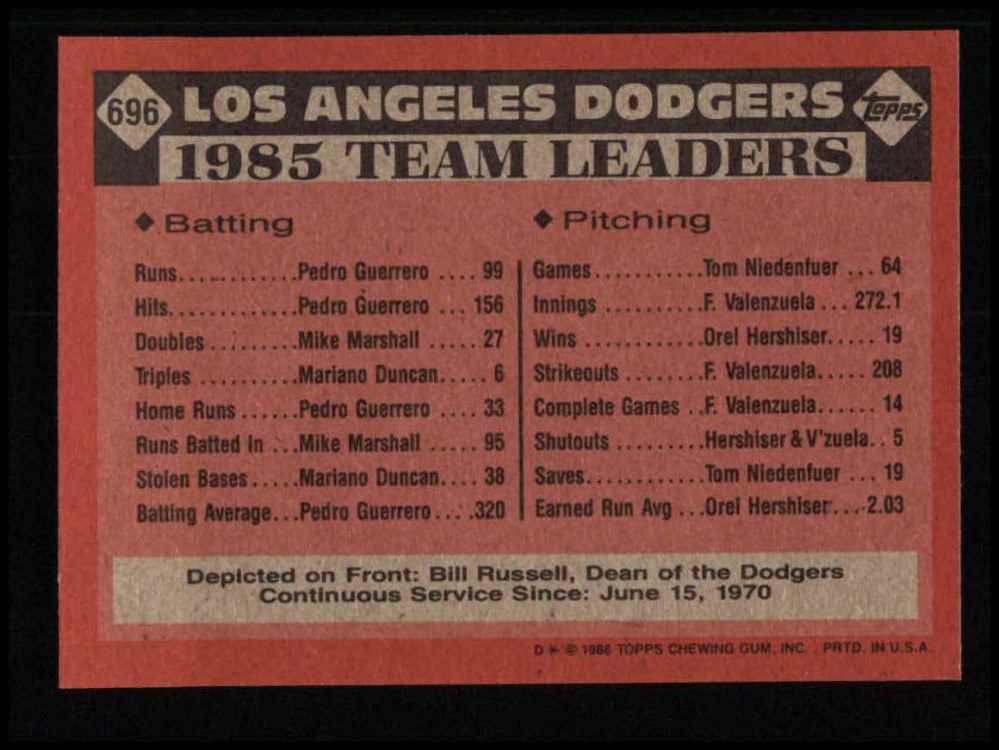 696 LOS ANGELES DODGERS Topps
1985 TEAM LEADERS
◆ Batting
Runs............Pedro Guerrero .... 99
Hits.............Pedro Guerrero ... 156
Doubles .........Mike Marshall ..... 27
Triples ..........Mariano Duncan..... 6
Home Runs ......Pedro Guerrero .... 33
Runs Batted In ...Mike Marshall ..... 95
Stolen Bases.....Mariano Duncan.... 38
Batting Average...Pedro Guerrero.....320
◆ Pitching
Games...........Tom Niedenfuer ... 64
Innings ..........F. Valenzuela ... 272.1
Wins ............Orel Hershiser..... 19
Strikeouts ........F. Valenzuela..... 208
Complete Games ..F. Valenzuela...... 14
Shutouts .........Hershiser & V'zuela.. 5
Saves............Tom Niedenfuer ... 19
Earned Run Avg ...Orel Hershiser....2.03
Depicted on Front: Bill Russell, Dean of the Dodgers
Continuous Service Since: June 15, 1970
D * © 1986 TOPPS CHEWING GUM, INC. PRTD. IN U.S.A.